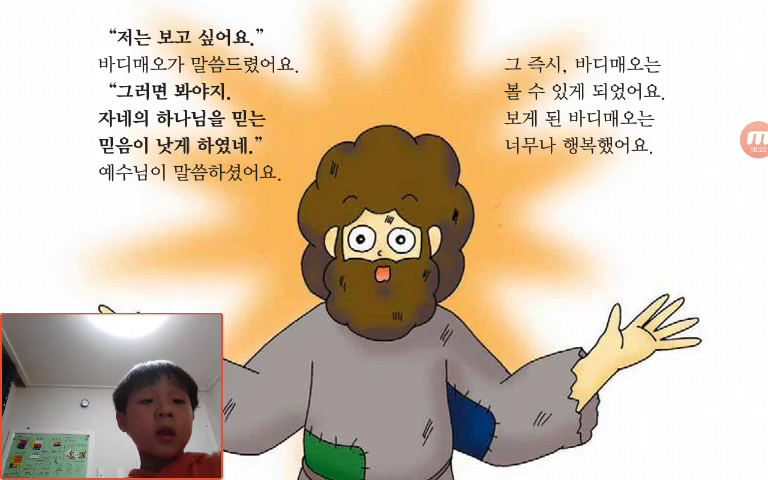 “저는 보고 싶어요.”
바디매오가 말씀드렸어요.
“그러면 봐야지.
자네의 하나님을 믿는
믿음이 낫게 하였네.”
예수님이 말씀하셨어요.
그 즉시, 바디매오는
볼 수 있게 되었어요.
보게 된 바디매오는
너무나 행복했어요.